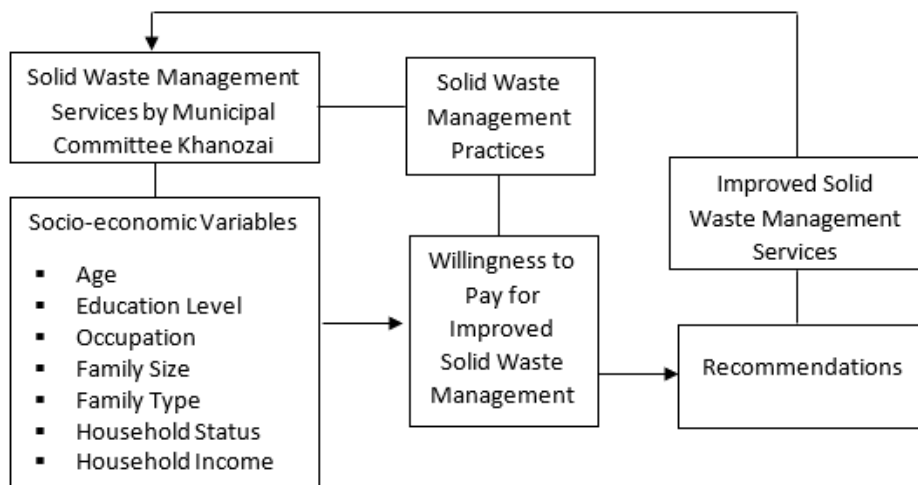 Solid Waste Management
Services by Municipal
Committee Khanozai
Solid Waste
Management
Practices
Improved Solid
Waste Management
Services
Socio-economic Variables
▪ Age
▪ Education Level
▪ Occupation
▪ Family Size
▪ Family Type
▪ Household Status
▪ Household Income
Willingness to
Pay for
Improved
Solid Waste
Management
Recommendations